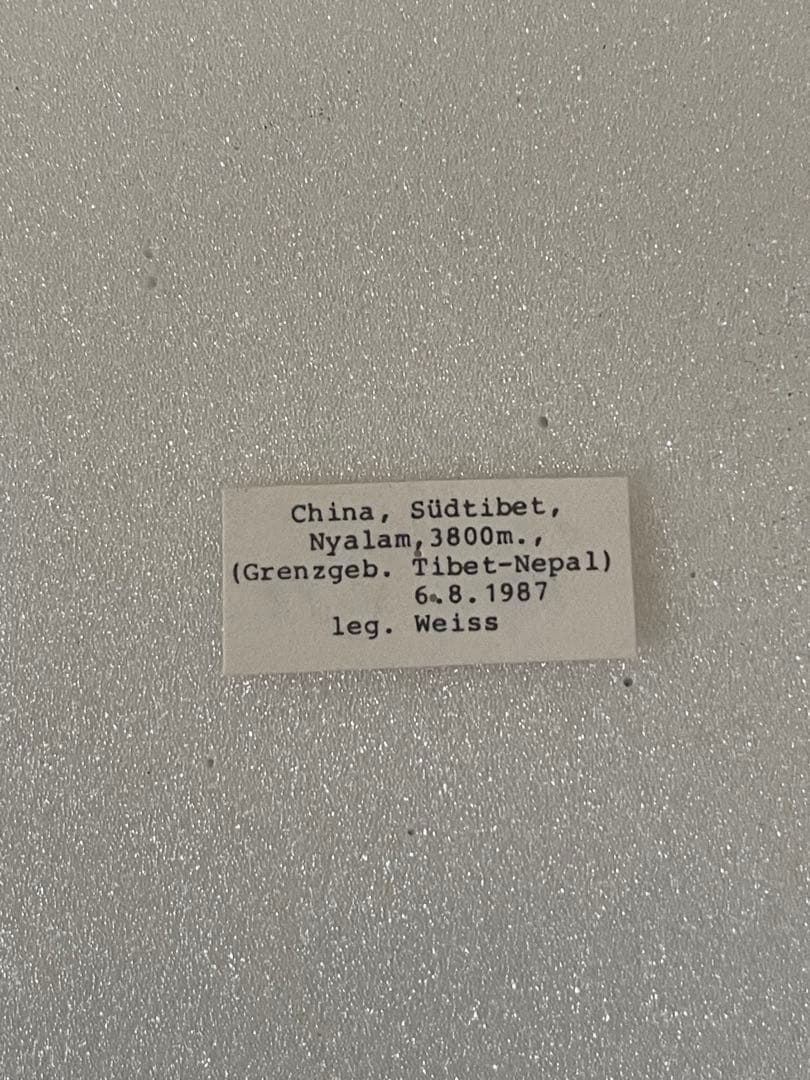 China, Südtibet,
Nyalam,3800m.,
(Grenzgeb. Tibet-Nepal)
6.8.1987
leg. Weiss